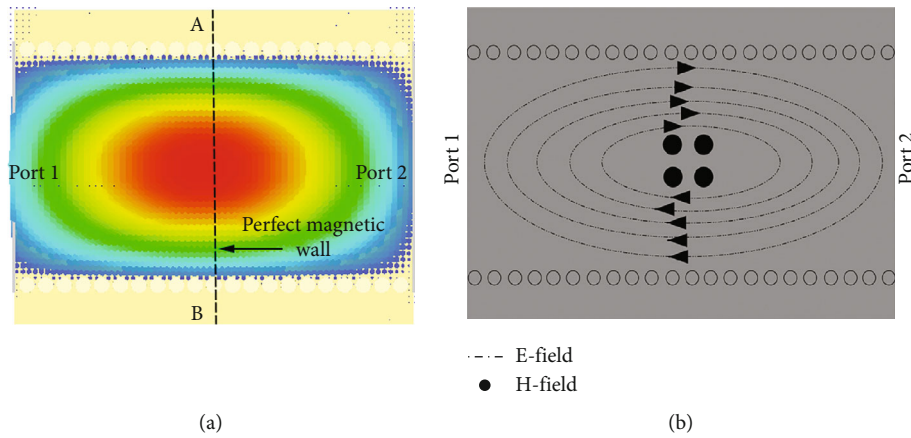 A
Port 1
Port 2
Perfect magnetic
wall
B
Port 1
Port 2
E-field
H-field
(a)
(b)